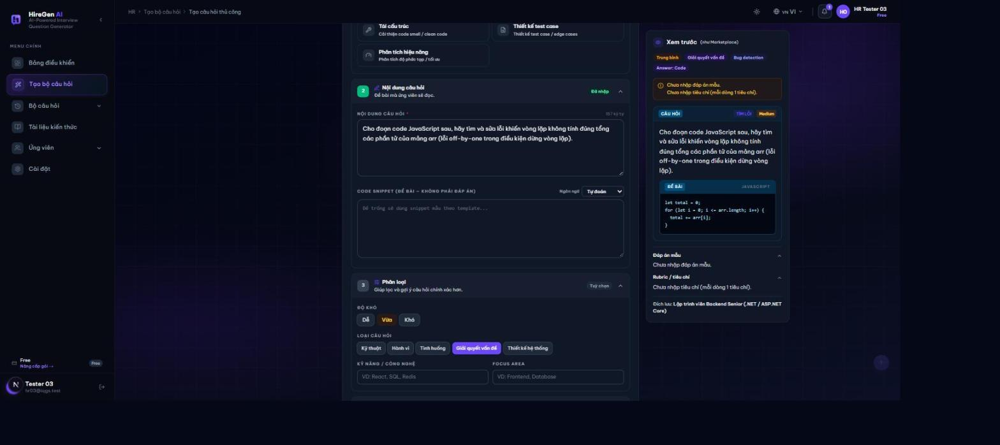 HireGen AI
AI-Powered Interview
Question Generator
MENU CHÍNH
Bảng điều khiển
Tạo bộ câu hỏi
Bộ câu hỏi
Tài liệu kiến thức
Ứng viên
Cài đặt
Free
Nâng cấp gói →
Free
N
Tester 03
hr03@iqgs.test
HR > Tạo bộ câu hỏi > Tạo câu hỏi thủ công
VN VI
1
H0
HR Tester 03
Free
Tái cấu trúc
Cải thiện code smell / clean code
Thiết kế test case
Thiết kế test case / edge cases
Phân tích hiệu năng
Phân tích độ phức tạp / tối ưu
2
Nội dung câu hỏi
Đề bài mà ứng viên sẽ đọc.
Đã nhập
NỘI DUNG CÂU HỎI *
157 ký tự
Cho đoạn code JavaScript sau, hãy tìm và sửa lỗi khiến vòng lặp không tính đúng tổng
các phần tử của mảng arr (lỗi off-by-one trong điều kiện dừng vòng lặp).
CODE SNIPPET (ĐỀ BÀI — KHÔNG PHẢI ĐÁP ÁN)
Ngôn ngữ
Tự đoán
Để trống sẽ dùng snippet mẫu theo template...
3
Phân loại
Giúp lọc và gợi ý câu hỏi chính xác hơn.
Tuỳ chọn
ĐỘ KHÓ
Dễ
Vừa
Khó
LOẠI CÂU HỎI
Kỹ thuật
Hành vi
Tình huống
Giải quyết vấn đề
Thiết kế hệ thống
KỸ NĂNG / CÔNG NGHỆ
FOCUS AREA
VD: React, SQL, Redis
VD: Frontend, Database
Xem trước (như Marketplace)
Trung bình
Giải quyết vấn đề
Bug detection
Answer: Code
Chưa nhập đáp án mẫu.
Chưa nhập tiêu chí (mỗi dòng 1 tiêu chí).
CÂU HỎI
TÌM LỖI
Medium
Cho đoạn code JavaScript sau, hãy tìm
và sửa lỗi khiến vòng lặp không tính
đúng tổng các phần tử của mảng arr (lỗi
off-by-one trong điều kiện dừng vòng
lặp).
ĐỀ BÀI
JAVASCRIPT
let total = 0;
for (let i = 0; i <= arr.length; i++) {
  total += arr[i];
}
Đáp án mẫu
Chưa nhập đáp án mẫu.
Rubric / tiêu chí
Chưa nhập tiêu chí (mỗi dòng 1 tiêu chí).
Đích lưu: Lập trình viên Backend Senior (.NET / ASP.NET
Core)